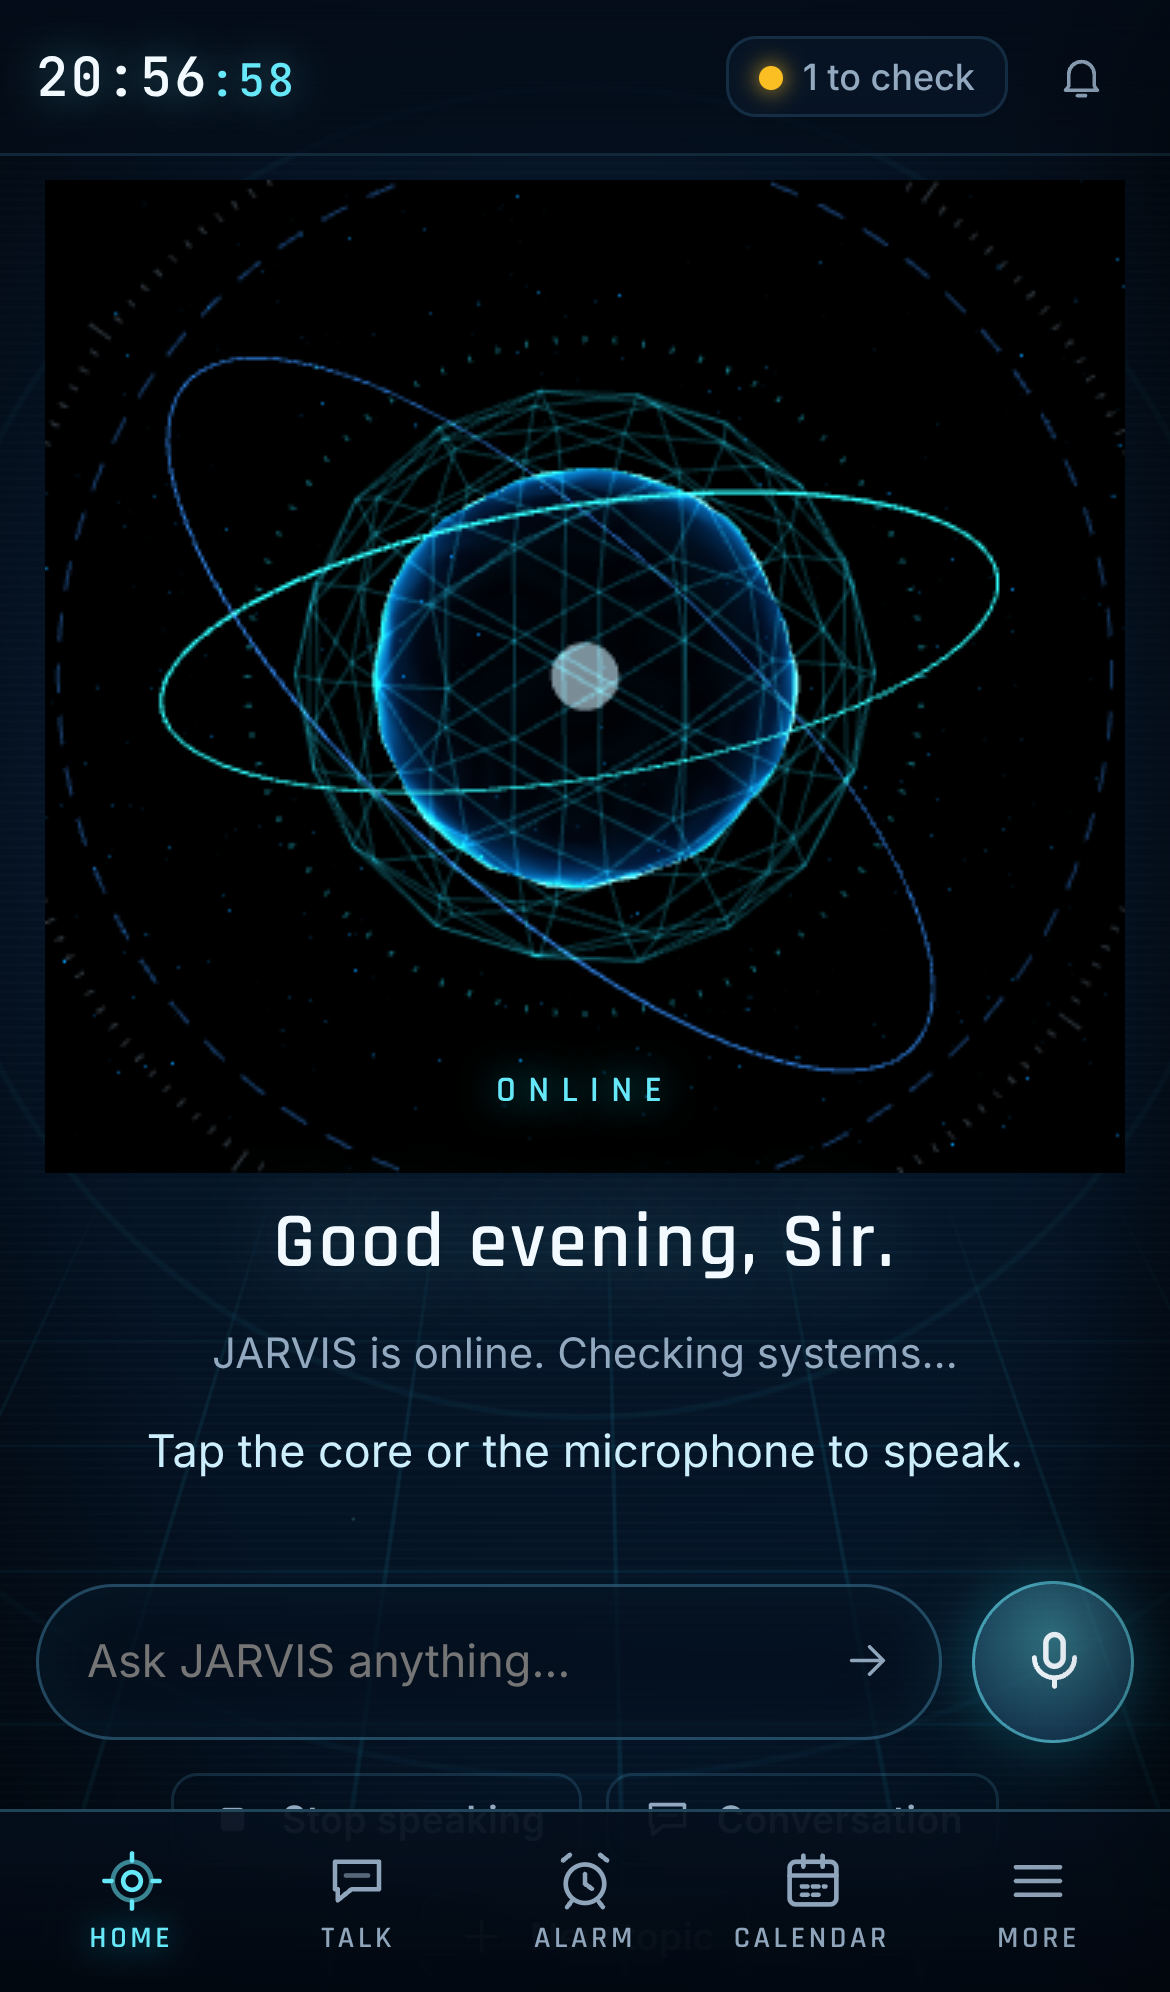 20:56:58
1 to check
ONLINE
Good evening, Sir.
JARVIS is online. Checking systems...
Tap the core or the microphone to speak.
Ask JARVIS anything...
Stop speaking
Conversation
HOME
TALK
ALARM
CALENDAR
MORE